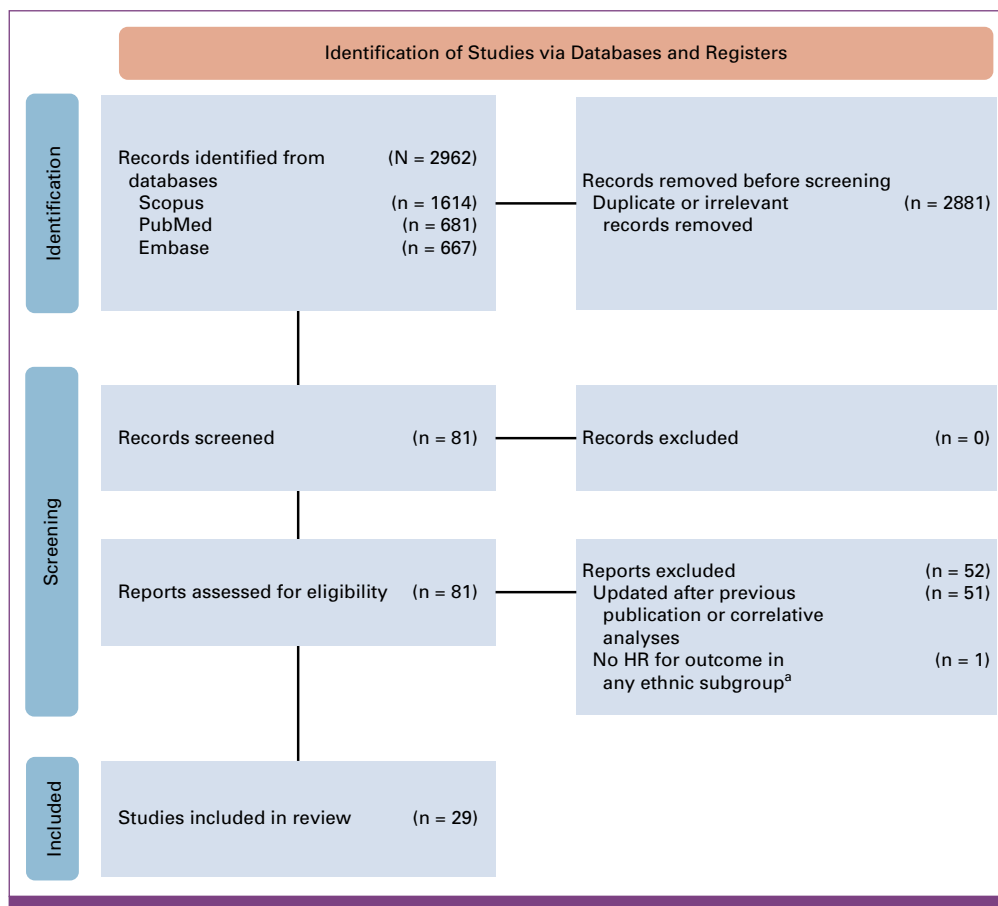 Identification of Studies via Databases and Registers
Identification
Records identified from (N = 2962)
databases
Scopus (n = 1614)
PubMed (n = 681)
Embase (n = 667)
Records removed before screening
Duplicate or irrelevant (n = 2881)
records removed
Screening
Records screened (n = 81)
Records excluded (n = 0)
Reports assessed for eligibility (n = 81)
Reports excluded (n = 52)
Updated after previous (n = 51)
publication or correlative
analyses
No HR for outcome in (n = 1)
any ethnic subgroupa
Included
Studies included in review (n = 29)